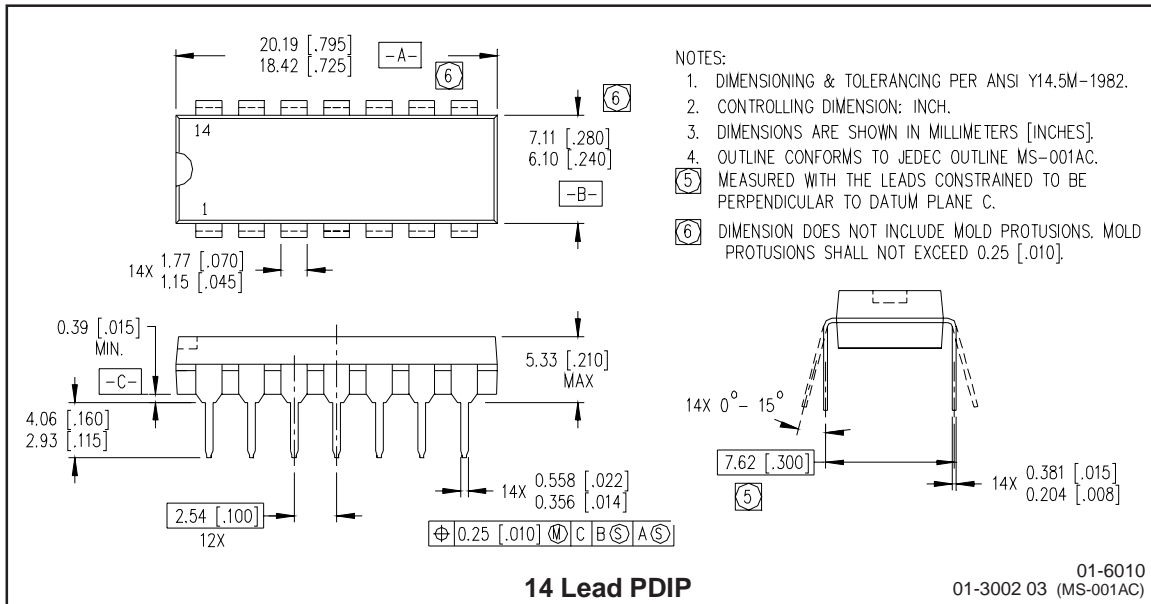 20.19 [.795]
18.42 [.725]
-A-
6
6
14
1
7.11 [.280]
6.10 [.240]
-B-
14X 1.77 [.070]
1.15 [.045]
NOTES:
1. DIMENSIONING & TOLERANCING PER ANSI Y14.5M-1982.
2. CONTROLLING DIMENSION: INCH.
3. DIMENSIONS ARE SHOWN IN MILLIMETERS [INCHES].
4. OUTLINE CONFORMS TO JEDEC OUTLINE MS-001AC.
5 MEASURED WITH THE LEADS CONSTRAINED TO BE
PERPENDICULAR TO DATUM PLANE C.
6 DIMENSION DOES NOT INCLUDE MOLD PROTUSIONS. MOLD
PROTUSIONS SHALL NOT EXCEED 0.25 [.010].
0.39 [.015]
MIN.
-C-
4.06 [.160]
2.93 [.115]
5.33 [.210]
MAX
2.54 [.100]
12X
14X 0.558 [.022]
0.356 [.014]
⌖ 0.25 [.010] Ⓜ C B Ⓢ A Ⓢ
14X 0°- 15°
7.62 [.300]
5
14X 0.381 [.015]
0.204 [.008]
14 Lead PDIP
01-6010
01-3002 03 (MS-001AC)